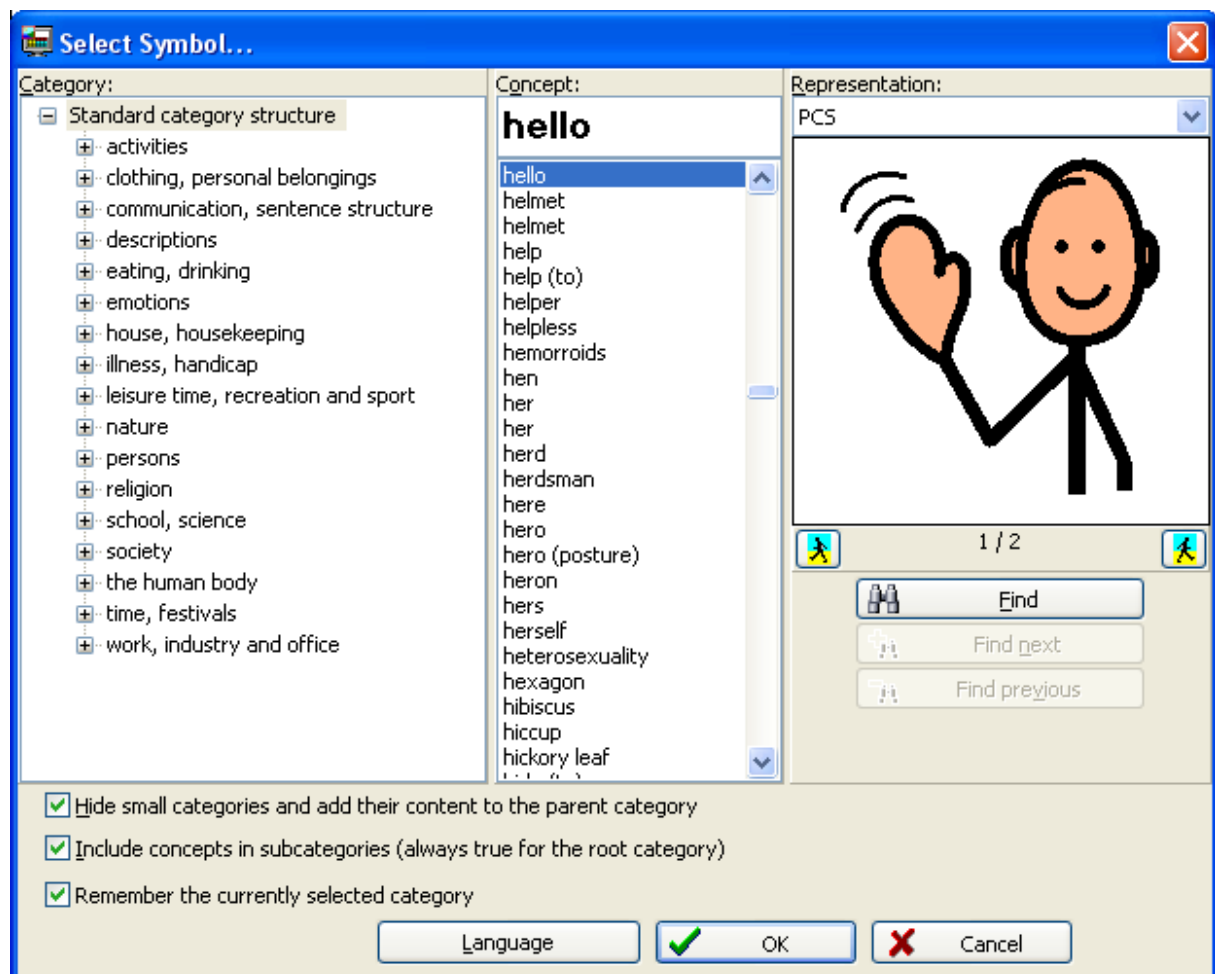 Select Symbol...
Category:
Standard category structure
activities
clothing, personal belongings
communication, sentence structure
descriptions
eating, drinking
emotions
house, housekeeping
illness, handicap
leisure time, recreation and sport
nature
persons
religion
school, science
society
the human body
time, festivals
work, industry and office
Concept:
hello
hello
helmet
helmet
help
help (to)
helper
helpless
hemorroids
hen
her
her
herd
herdsman
here
hero
hero (posture)
heron
hers
herself
heterosexuality
hexagon
hibiscus
hiccup
hickory leaf
Representation:
PCS
1 / 2
Find
Find next
Find previous
Hide small categories and add their content to the parent category
Include concepts in subcategories (always true for the root category)
Remember the currently selected category
Language
OK
Cancel